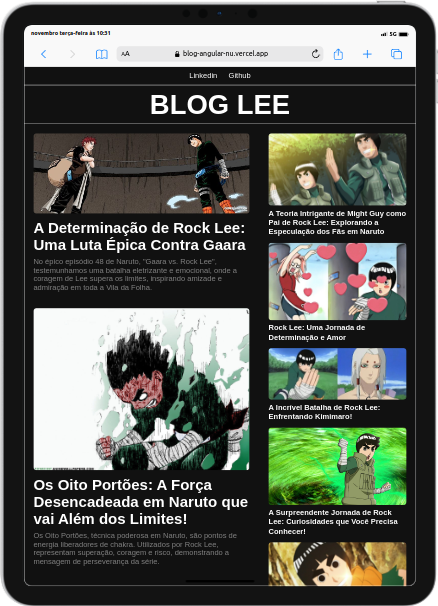 novembro terça-feira às 10:31
5G
AA
blog-angular-nu.vercel.app
Linkedin Github
BLOG LEE
A Determinação de Rock Lee:
Uma Luta Épica Contra Gaara
No épico episódio 48 de Naruto, "Gaara vs. Rock Lee",
testemunhamos uma batalha eletrizante e emocional, onde a
coragem de Lee supera os limites, inspirando amizade e
admiração em toda a Vila da Folha.
Os Oito Portões: A Força
Desencadeada em Naruto que
vai Além dos Limites!
Os Oito Portões, técnica poderosa em Naruto, são pontos de
energia liberadores de chakra. Utilizados por Rock Lee,
representam superação, coragem e risco, demonstrando a
mensagem de perseverança da série.
A Teoria Intrigante de Might Guy como
Pai de Rock Lee: Explorando a
Especulação dos Fãs em Naruto
Rock Lee: Uma Jornada de
Determinação e Amor
A Incrível Batalha de Rock Lee:
Enfrentando Kimimaro!
A Surpreendente Jornada de Rock
Lee: Curiosidades que Você Precisa
Conhecer!